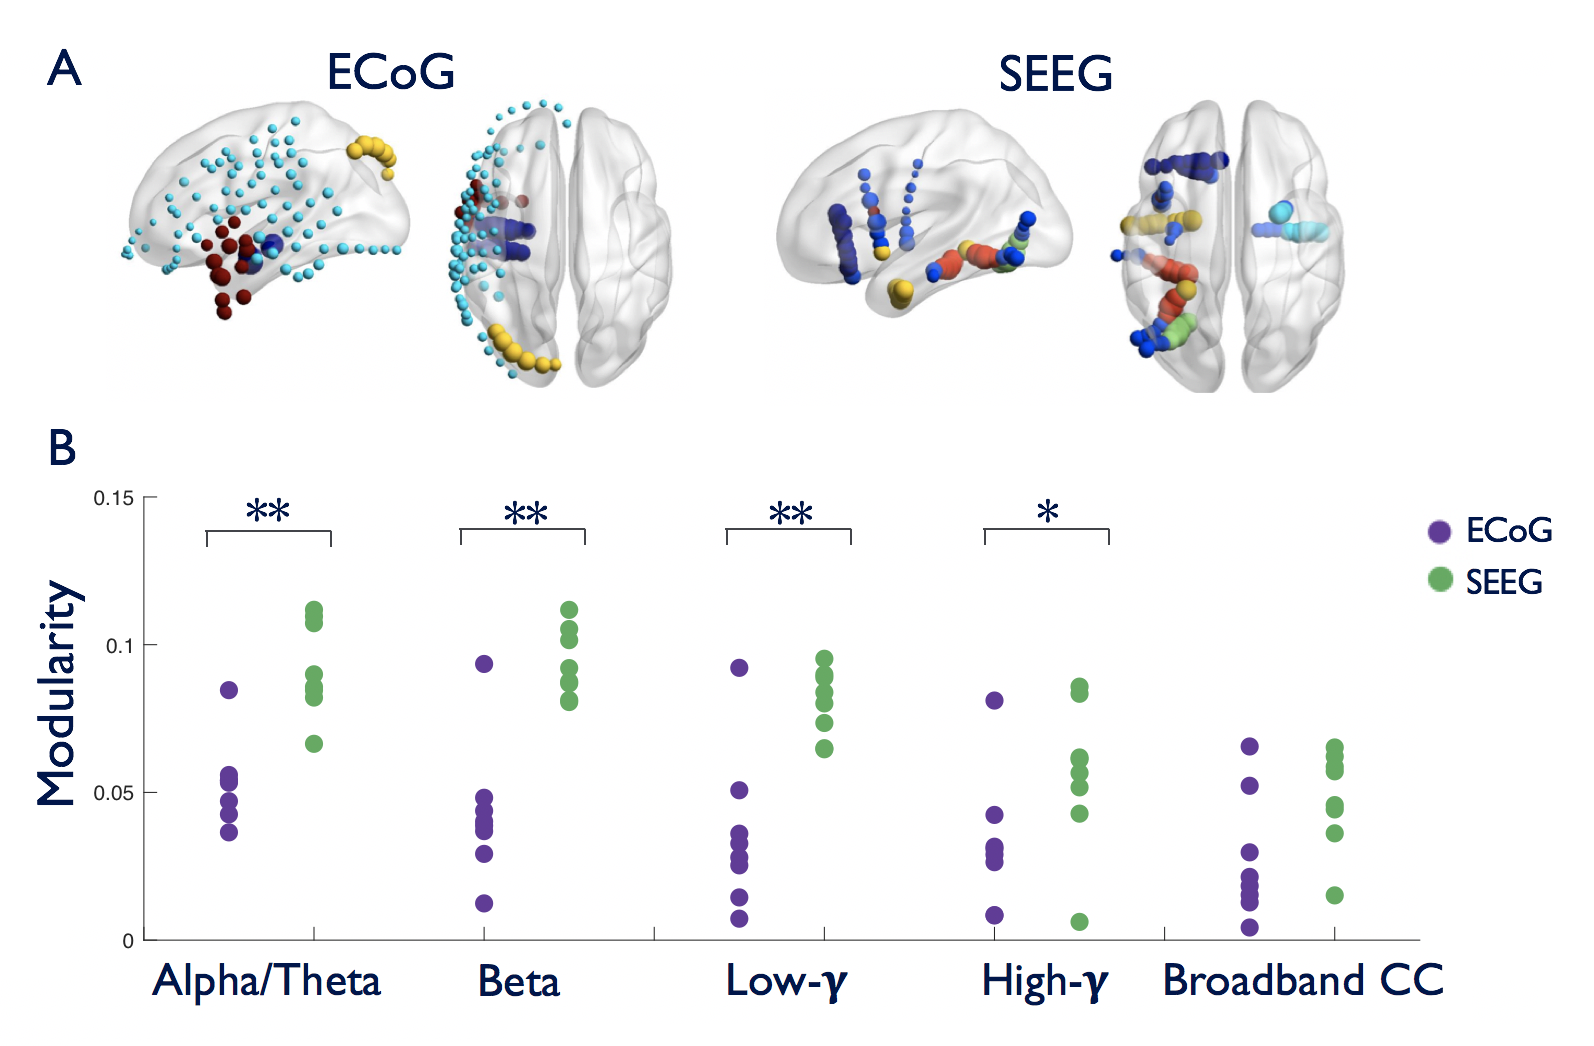 A
ECoG
SEEG
B
0.15
0.1
0.05
0
Modularity
**
**
**
*
ECoG
SEEG
Alpha/Theta
Beta
Low-γ
High-γ
Broadband CC